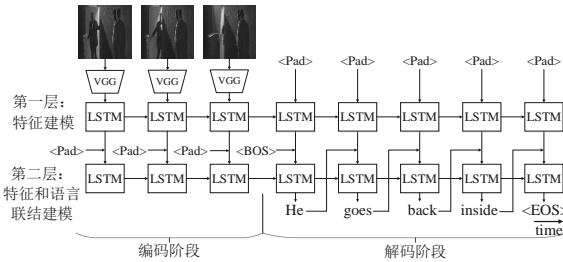 VGG VGG VGG <Pad> <Pad> <Pad> <Pad> <Pad>
第一层：
特征建模
LSTM LSTM LSTM LSTM LSTM LSTM LSTM LSTM
<Pad> <Pad> <Pad> <BOS>
第二层：
特征和语言
联结建模
LSTM LSTM LSTM LSTM LSTM LSTM LSTM LSTM
He goes back inside <EOS>
time
编码阶段 解码阶段